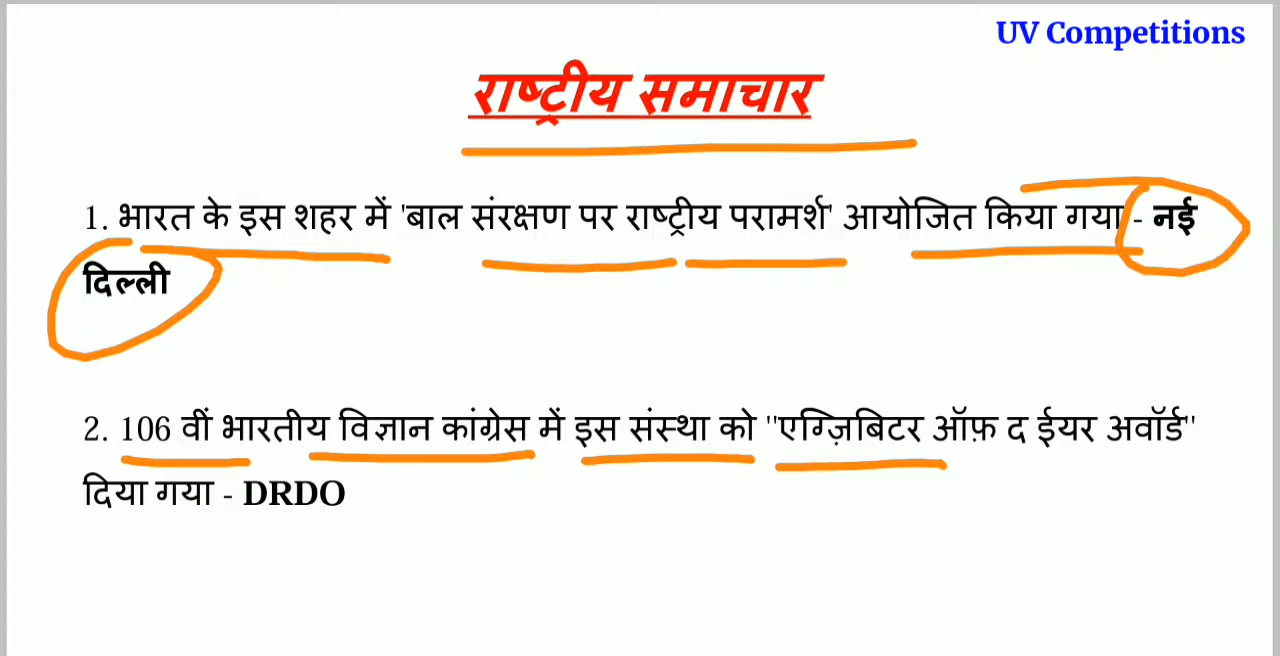 UV Competitions
राष्ट्रीय समाचार
1. भारत के इस शहर में 'बाल संरक्षण पर राष्ट्रीय परामर्श' आयोजित किया गया - नई
दिल्ली
2. 106 वीं भारतीय विज्ञान कांग्रेस में इस संस्था को "एग्ज़िबिटर ऑफ़ द ईयर अवॉर्ड"
दिया गया - DRDO